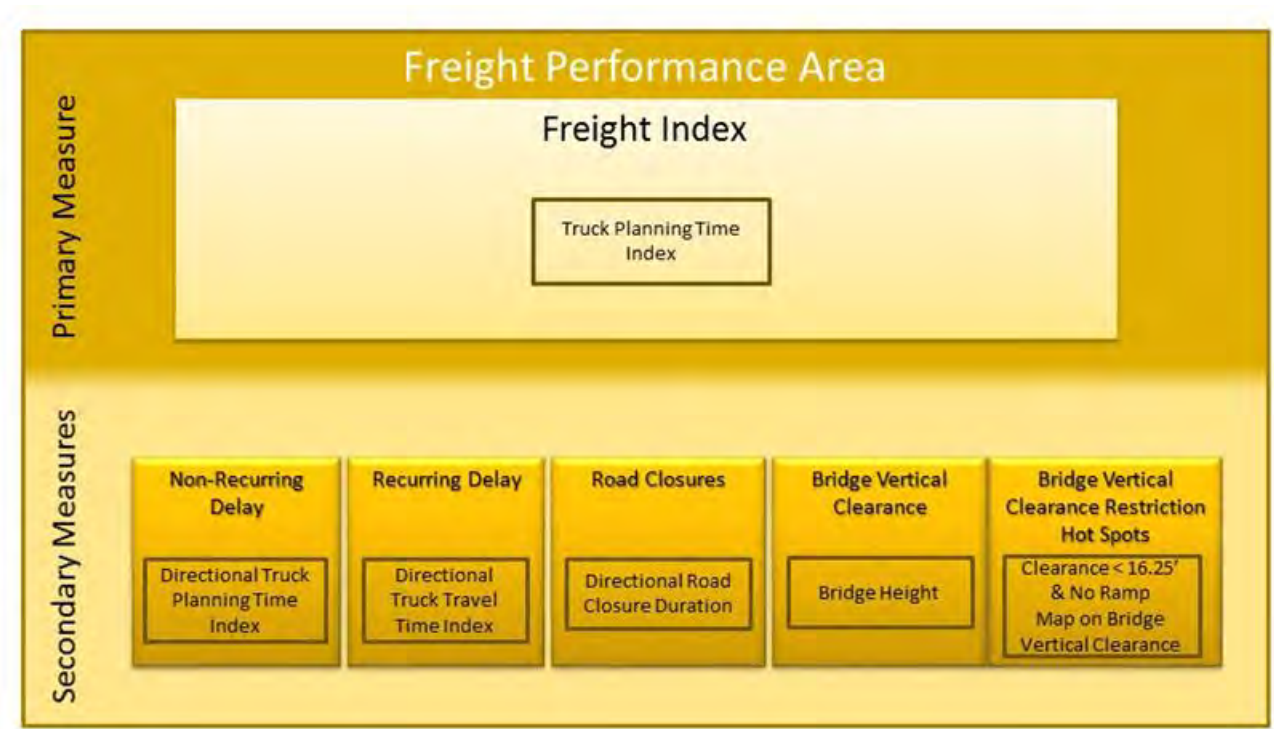 Freight Performance Area
Primary Measure
Freight Index
Truck Planning Time
Index
Secondary Measures
Non-Recurring
Delay
Directional Truck
Planning Time
Index
Recurring Delay
Directional
Truck Travel
Time Index
Road Closures
Directional Road
Closure Duration
Bridge Vertical
Clearance
Bridge Height
Bridge Vertical
Clearance Restriction
Hot Spots
Clearance < 16.25'
& No Ramp
Map on Bridge
Vertical Clearance